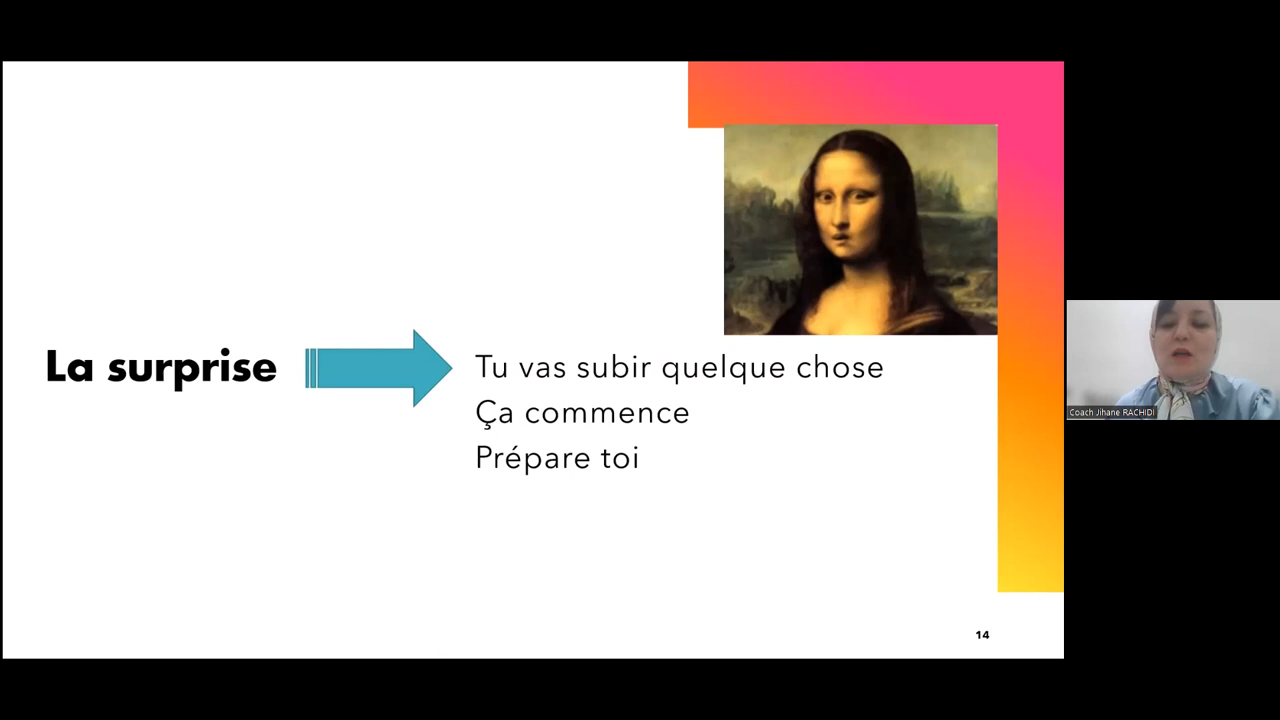 La surprise
Tu vas subir quelque chose
Ça commence
Prépare toi
14
Coach Jihane RACHIDI